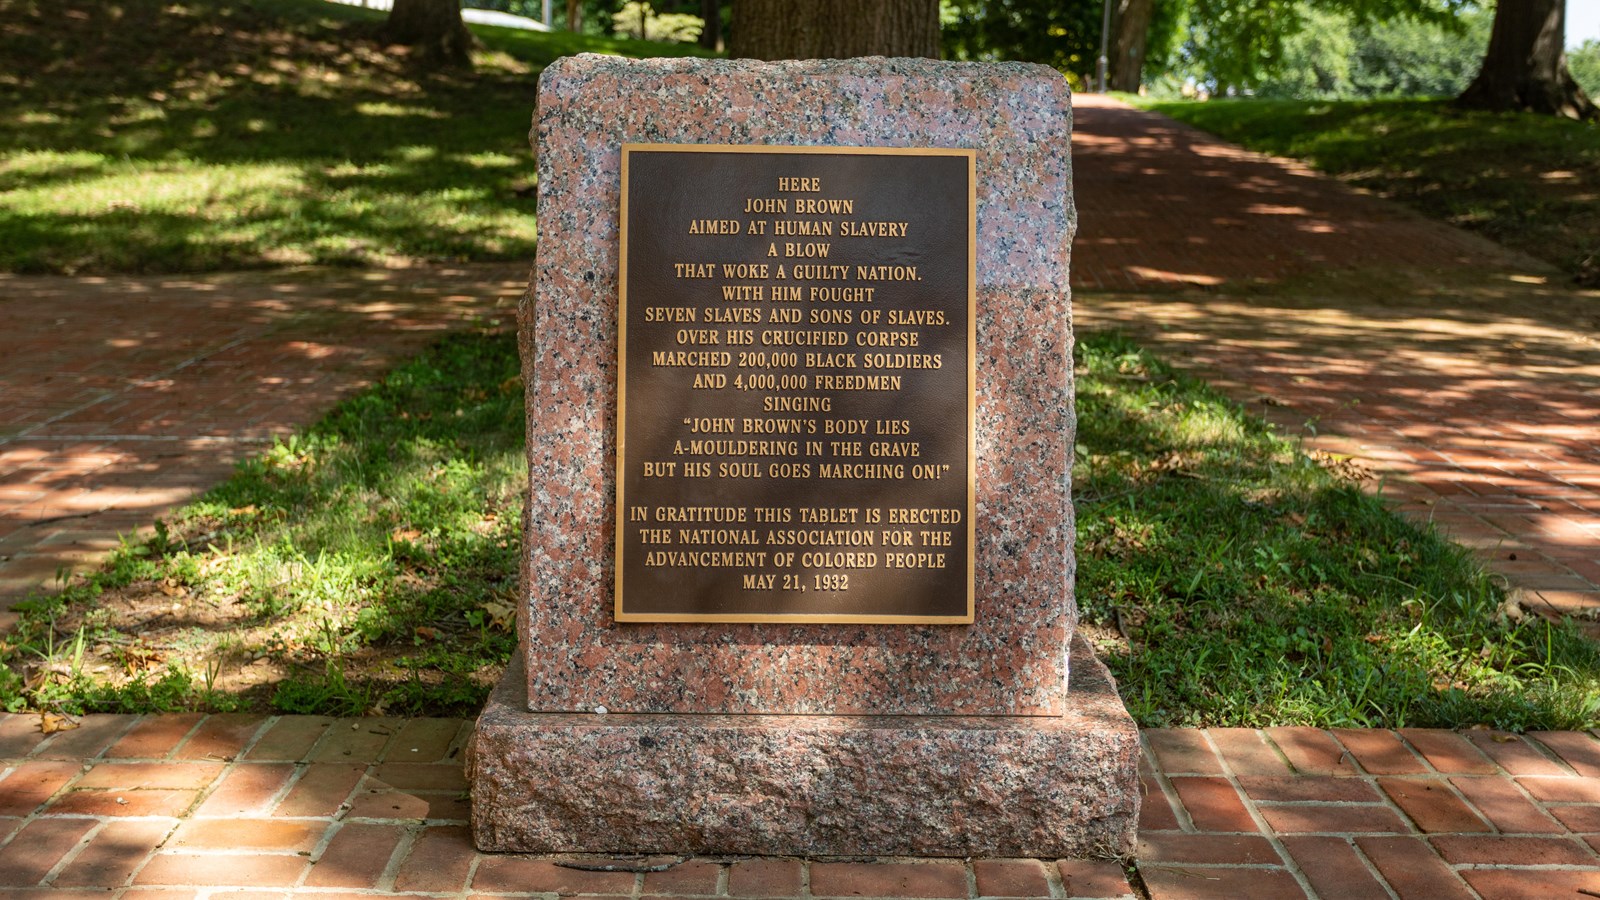 HERE
JOHN BROWN
AIMED AT HUMAN SLAVERY
A BLOW
THAT WOKE A GUILTY NATION.
WITH HIM FOUGHT
SEVEN SLAVES AND SONS OF SLAVES.
OVER HIS CRUCIFIED CORPSE
MARCHED 200,000 BLACK SOLDIERS
AND 4,000,000 FREEDMEN
SINGING
“JOHN BROWN'S BODY LIES
A-MOULDERING IN THE GRAVE
BUT HIS SOUL GOES MARCHING ON!”
IN GRATITUDE THIS TABLET IS ERECTED
THE NATIONAL ASSOCIATION FOR THE
ADVANCEMENT OF COLORED PEOPLE
MAY 21, 1932